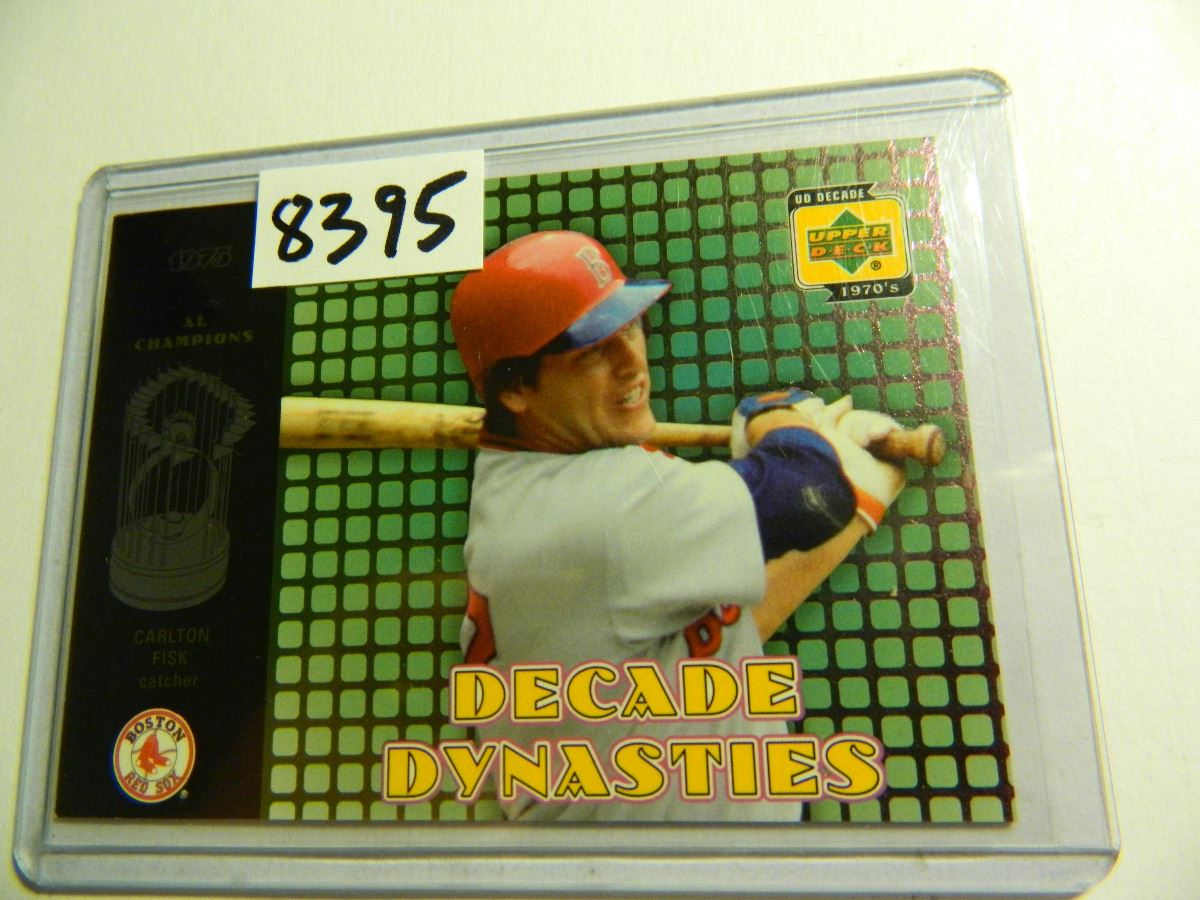 8395
1975
AL
CHAMPIONS
CARLTON
FISK
catcher
BOSTON
RED SOX
®
UD DECADE
UPPER
DECK
®
1970's
B
DECADE
DYNASTIES